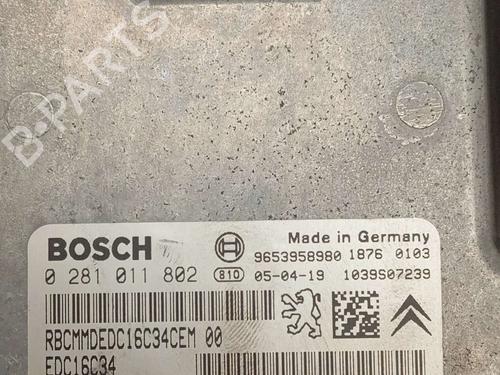 B-PARTS
BOSCH
Made in Germany
9653958980 1876 0103
0 281 011 802 810 05-04-19 1039S07239
RBCMMDEDC16C34CEM 00
EDC16C34